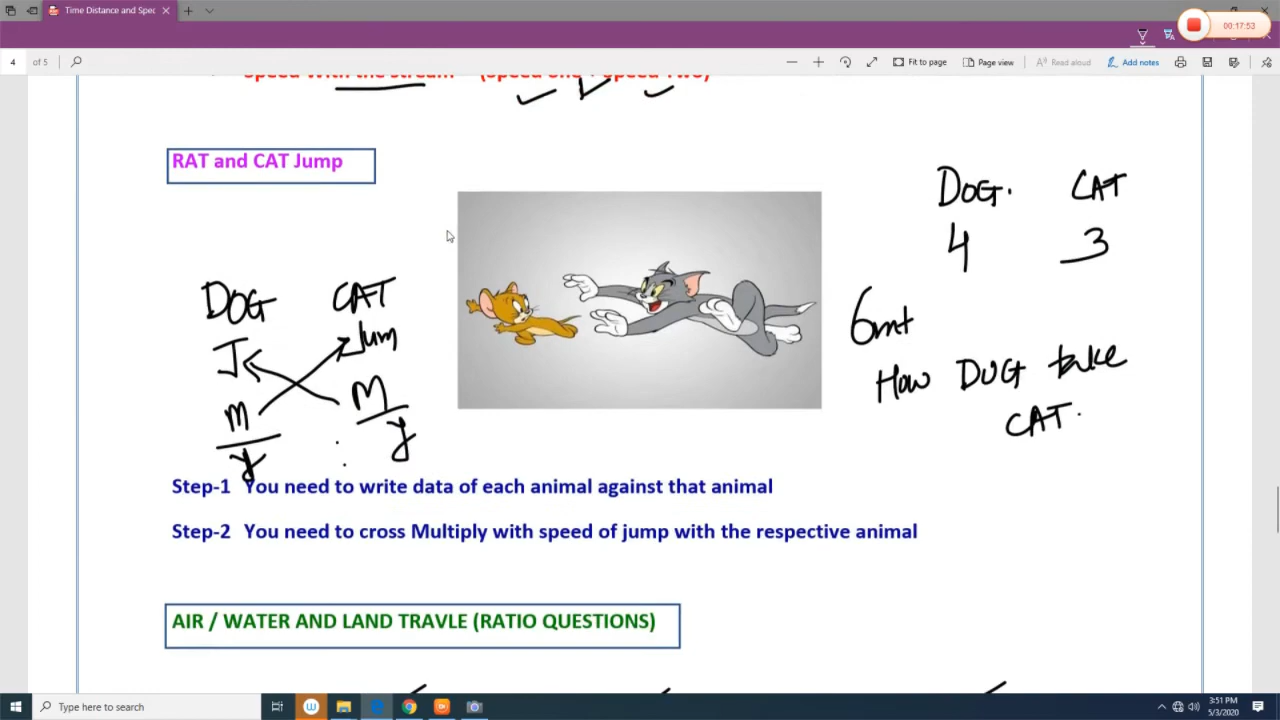 Time Distance and Spec
00:17:53
4 of 5
Fit to page
Page view
Read aloud
Add notes
Speed with the stream (Speed one + Speed Two)
RAT and CAT Jump
DOG. CAT
4 3
DOG CAT
J Jum
m M
y y
6mt
How DOG take
CAT.
Step-1 You need to write data of each animal against that animal
Step-2 You need to cross Multiply with speed of jump with the respective animal
AIR / WATER AND LAND TRAVLE (RATIO QUESTIONS)
Type here to search
3:51 PM
5/3/2020